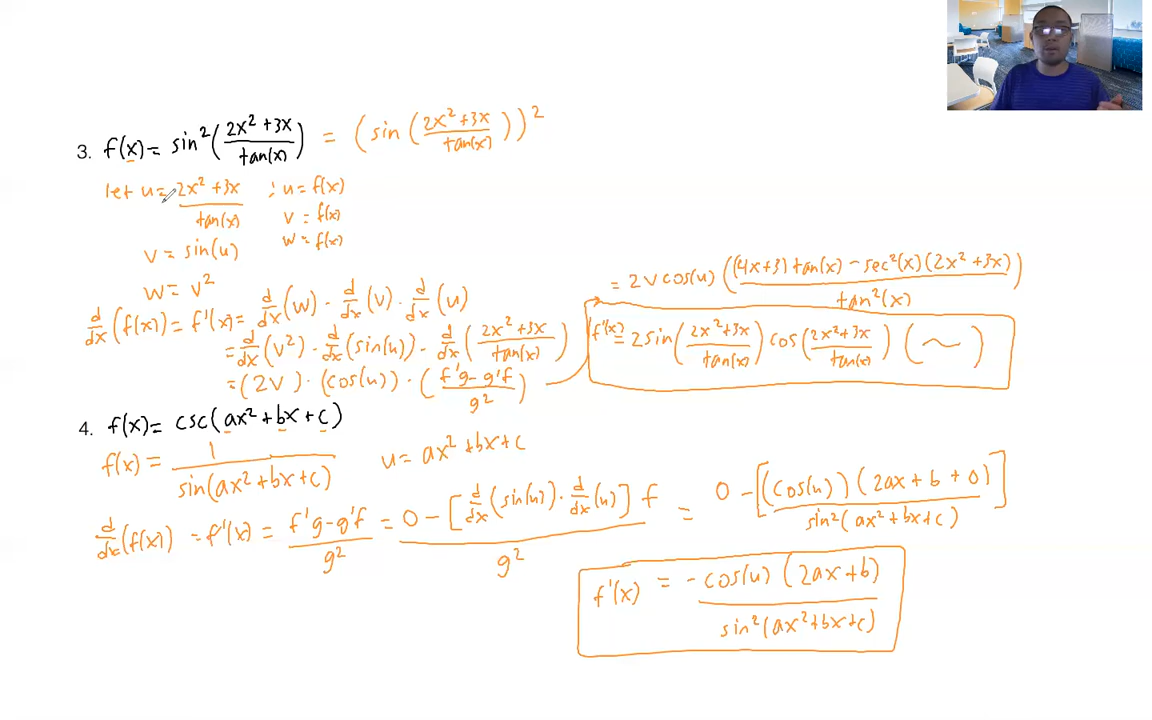 3. f(x)= sin²((2x²+3x)/tan(x)) = (sin((2x²+3x)/tan(x)))²
let u= (2x²+3x)/tan(x) ; u = f(x)
v = f(x)
v = sin(u) w = f(x)
w = v²
d/dx (f(x)) = f'(x) = d/dx (w) · d/dx (v) · d/dx (u)
= d/dx (v²) · d/dx (sin(u)) · d/dx ((2x²+3x)/tan(x))
= (2v) · (cos(u)) · ((f'g-g'f)/g²)
= 2v cos(u) (((4x+3) tan(x) - sec²(x)(2x²+3x))/tan²(x))
f'(x) = 2sin((2x²+3x)/tan(x)) cos((2x²+3x)/tan(x)) (~)
4. f(x)= csc(ax²+bx+c)
f(x) = 1/sin(ax²+bx+c) u= ax²+bx+c
d/dx (f(x)) = f'(x) = (f'g-g'f)/g² = (0 - [d/dx (sin(u)) · d/dx (u)] f)/g² = 0 - [(cos(u))(2ax+b+0)/sin²(ax²+bx+c)]
f'(x) = -cos(u)(2ax+b)/sin²(ax²+bx+c)